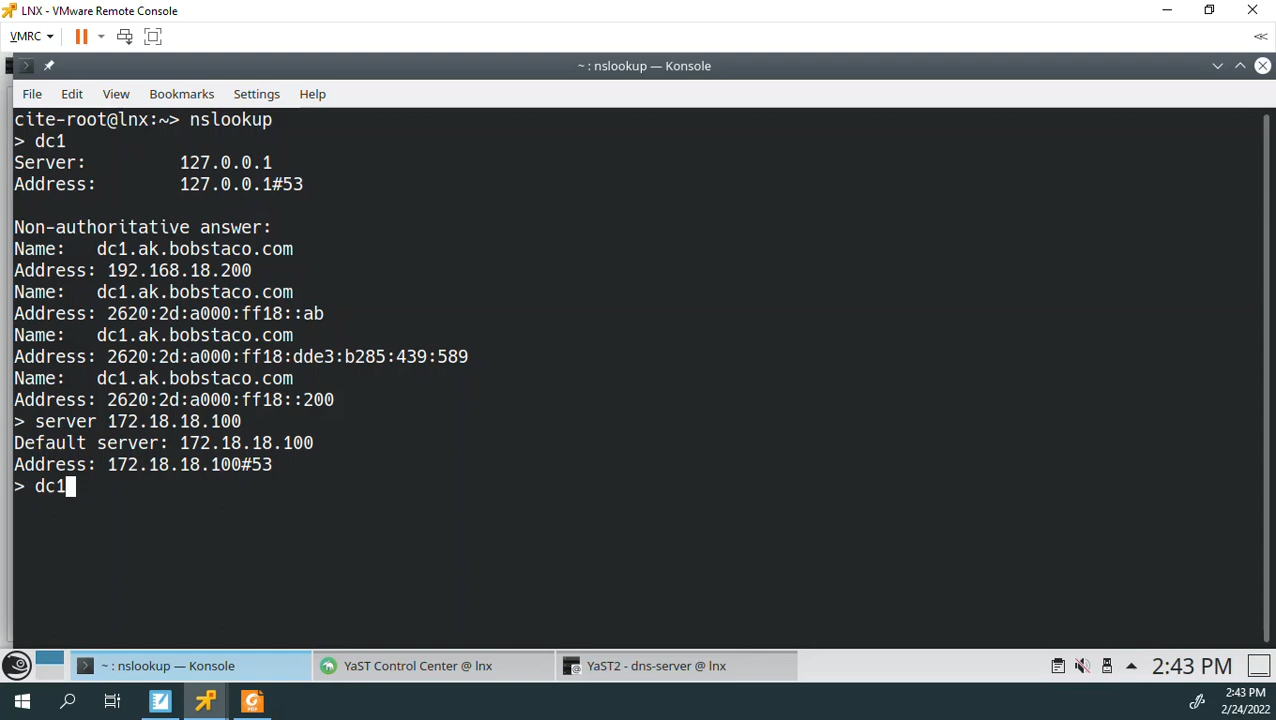 LNX - VMware Remote Console
VMRC
~ : nslookup — Konsole
File Edit View Bookmarks Settings Help
cite-root@lnx:~> nslookup
> dc1
Server: 127.0.0.1
Address: 127.0.0.1#53
Non-authoritative answer:
Name: dc1.ak.bobstaco.com
Address: 192.168.18.200
Name: dc1.ak.bobstaco.com
Address: 2620:2d:a000:ff18::ab
Name: dc1.ak.bobstaco.com
Address: 2620:2d:a000:ff18:dde3:b285:439:589
Name: dc1.ak.bobstaco.com
Address: 2620:2d:a000:ff18::200
> server 172.18.18.100
Default server: 172.18.18.100
Address: 172.18.18.100#53
> dc1
~ : nslookup — Konsole YaST Control Center @ lnx YaST2 - dns-server @ lnx 2:43 PM
2:43 PM
2/24/2022